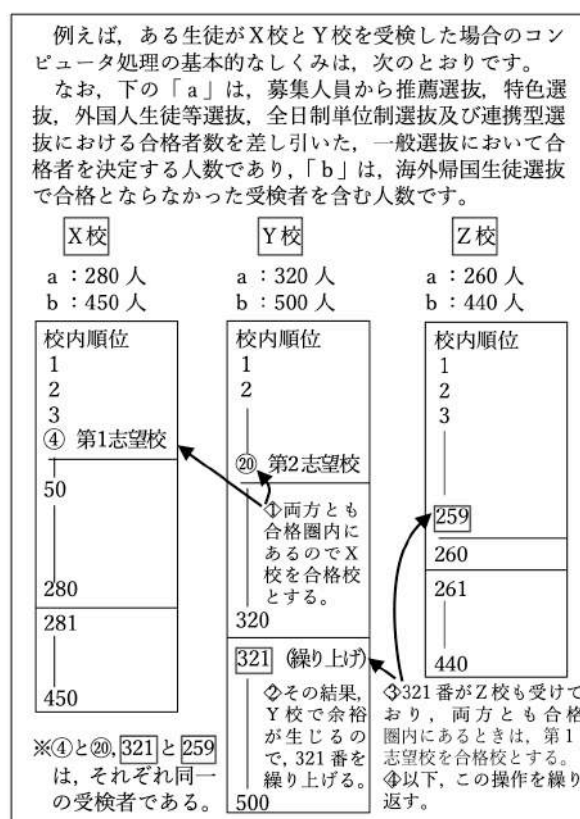 例えば，ある生徒がX校とY校を受検した場合のコン
ピュータ処理の基本的なしくみは，次のとおりです。
なお，下の「a」は，募集人員から推薦選抜，特色選
抜，外国人生徒等選抜，全日制単位制選抜及び連携型選
抜における合格者数を差し引いた，一般選抜において合
格者を決定する人数であり，「b」は，海外帰国生徒選抜
で合格とならなかった受検者を含む人数です。
X校
a：280人
b：450人
校内順位
1
2
3
④ 第1志望校
50
280
281
450
※④と⑳，321と259
は，それぞれ同一
の受検者である。
Y校
a：320人
b：500人
校内順位
1
2
⑳ 第2志望校
①両方とも
合格圏内に
あるのでX
校を合格校
とする。
320
321 (繰り上げ)
②その結果，
Y校で余裕
が生じるの
で，321番を
繰り上げる。
500
Z校
a：260人
b：440人
校内順位
1
2
3
259
260
261
440
③321番がZ校も受けて
おり，両方とも合格
圏内にあるときは，第1
志望校を合格校とする。
④以下，この操作を繰り
返す。